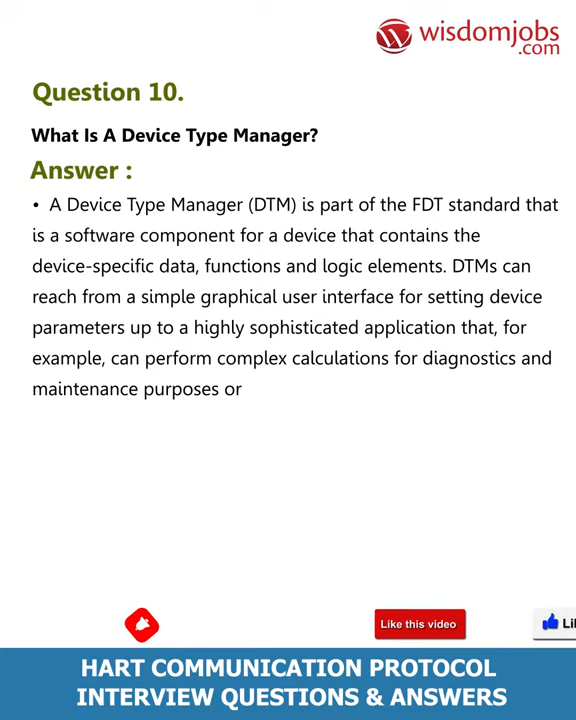 wisdomjobs
.com
Question 10.
What Is A Device Type Manager?
Answer :
• A Device Type Manager (DTM) is part of the FDT standard that
is a software component for a device that contains the
device-specific data, functions and logic elements. DTMs can
reach from a simple graphical user interface for setting device
parameters up to a highly sophisticated application that, for
example, can perform complex calculations for diagnostics and
maintenance purposes or
Like this video
Li
HART COMMUNICATION PROTOCOL
INTERVIEW QUESTIONS & ANSWERS